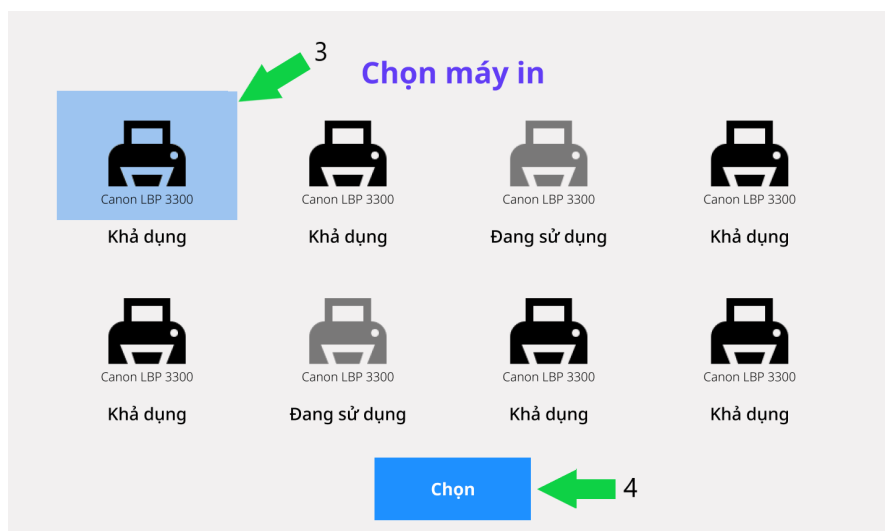 3
Chọn máy in
Canon LBP 3300 Canon LBP 3300 Canon LBP 3300 Canon LBP 3300
Khả dụng Khả dụng Đang sử dụng Khả dụng
Canon LBP 3300 Canon LBP 3300 Canon LBP 3300 Canon LBP 3300
Khả dụng Đang sử dụng Khả dụng Khả dụng
Chọn 4